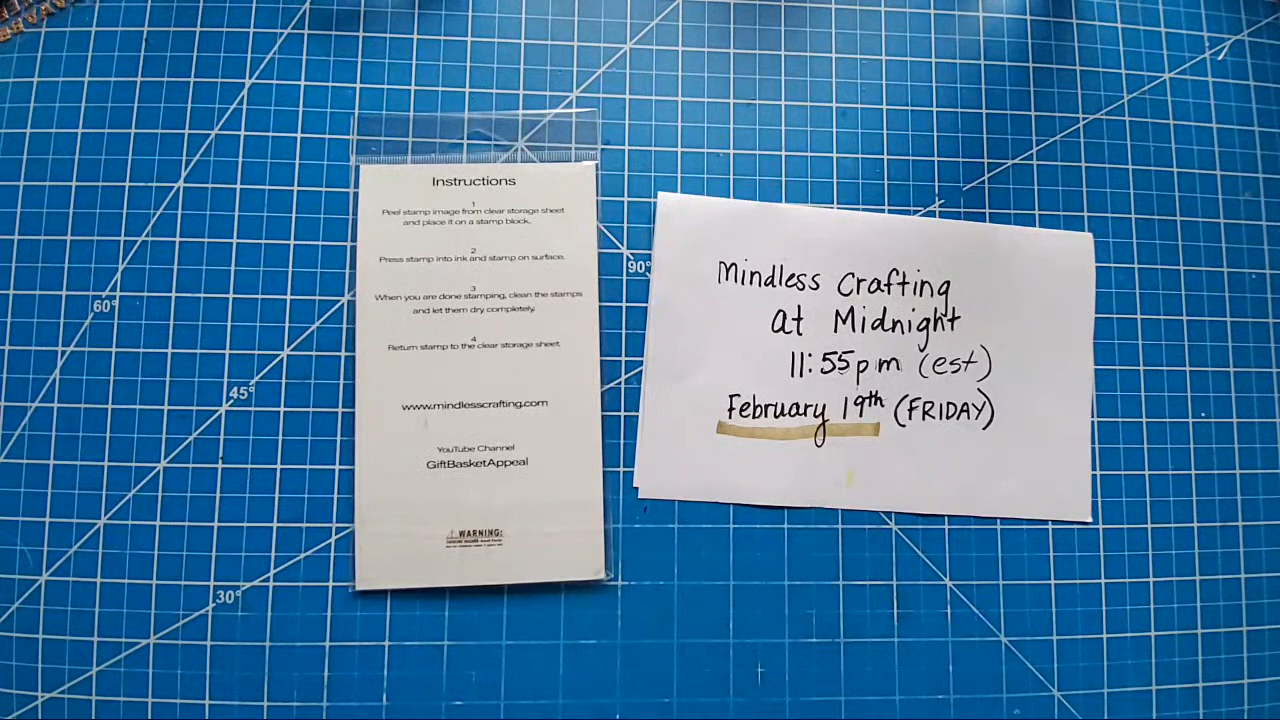 Instructions
1
Peel stamp image from clear storage sheet
and place it on a stamp block.
2
Press stamp into ink and stamp on surface.
3
When you are done stamping, clean the stamps
and let them dry completely.
4
Return stamp to the clear storage sheet.
www.mindlesscrafting.com
YouTube Channel
GiftBasketAppeal
WARNING:
Mindless Crafting
at Midnight
11:55pm (est)
February 19th (FRIDAY)
90°
60°
45°
30°